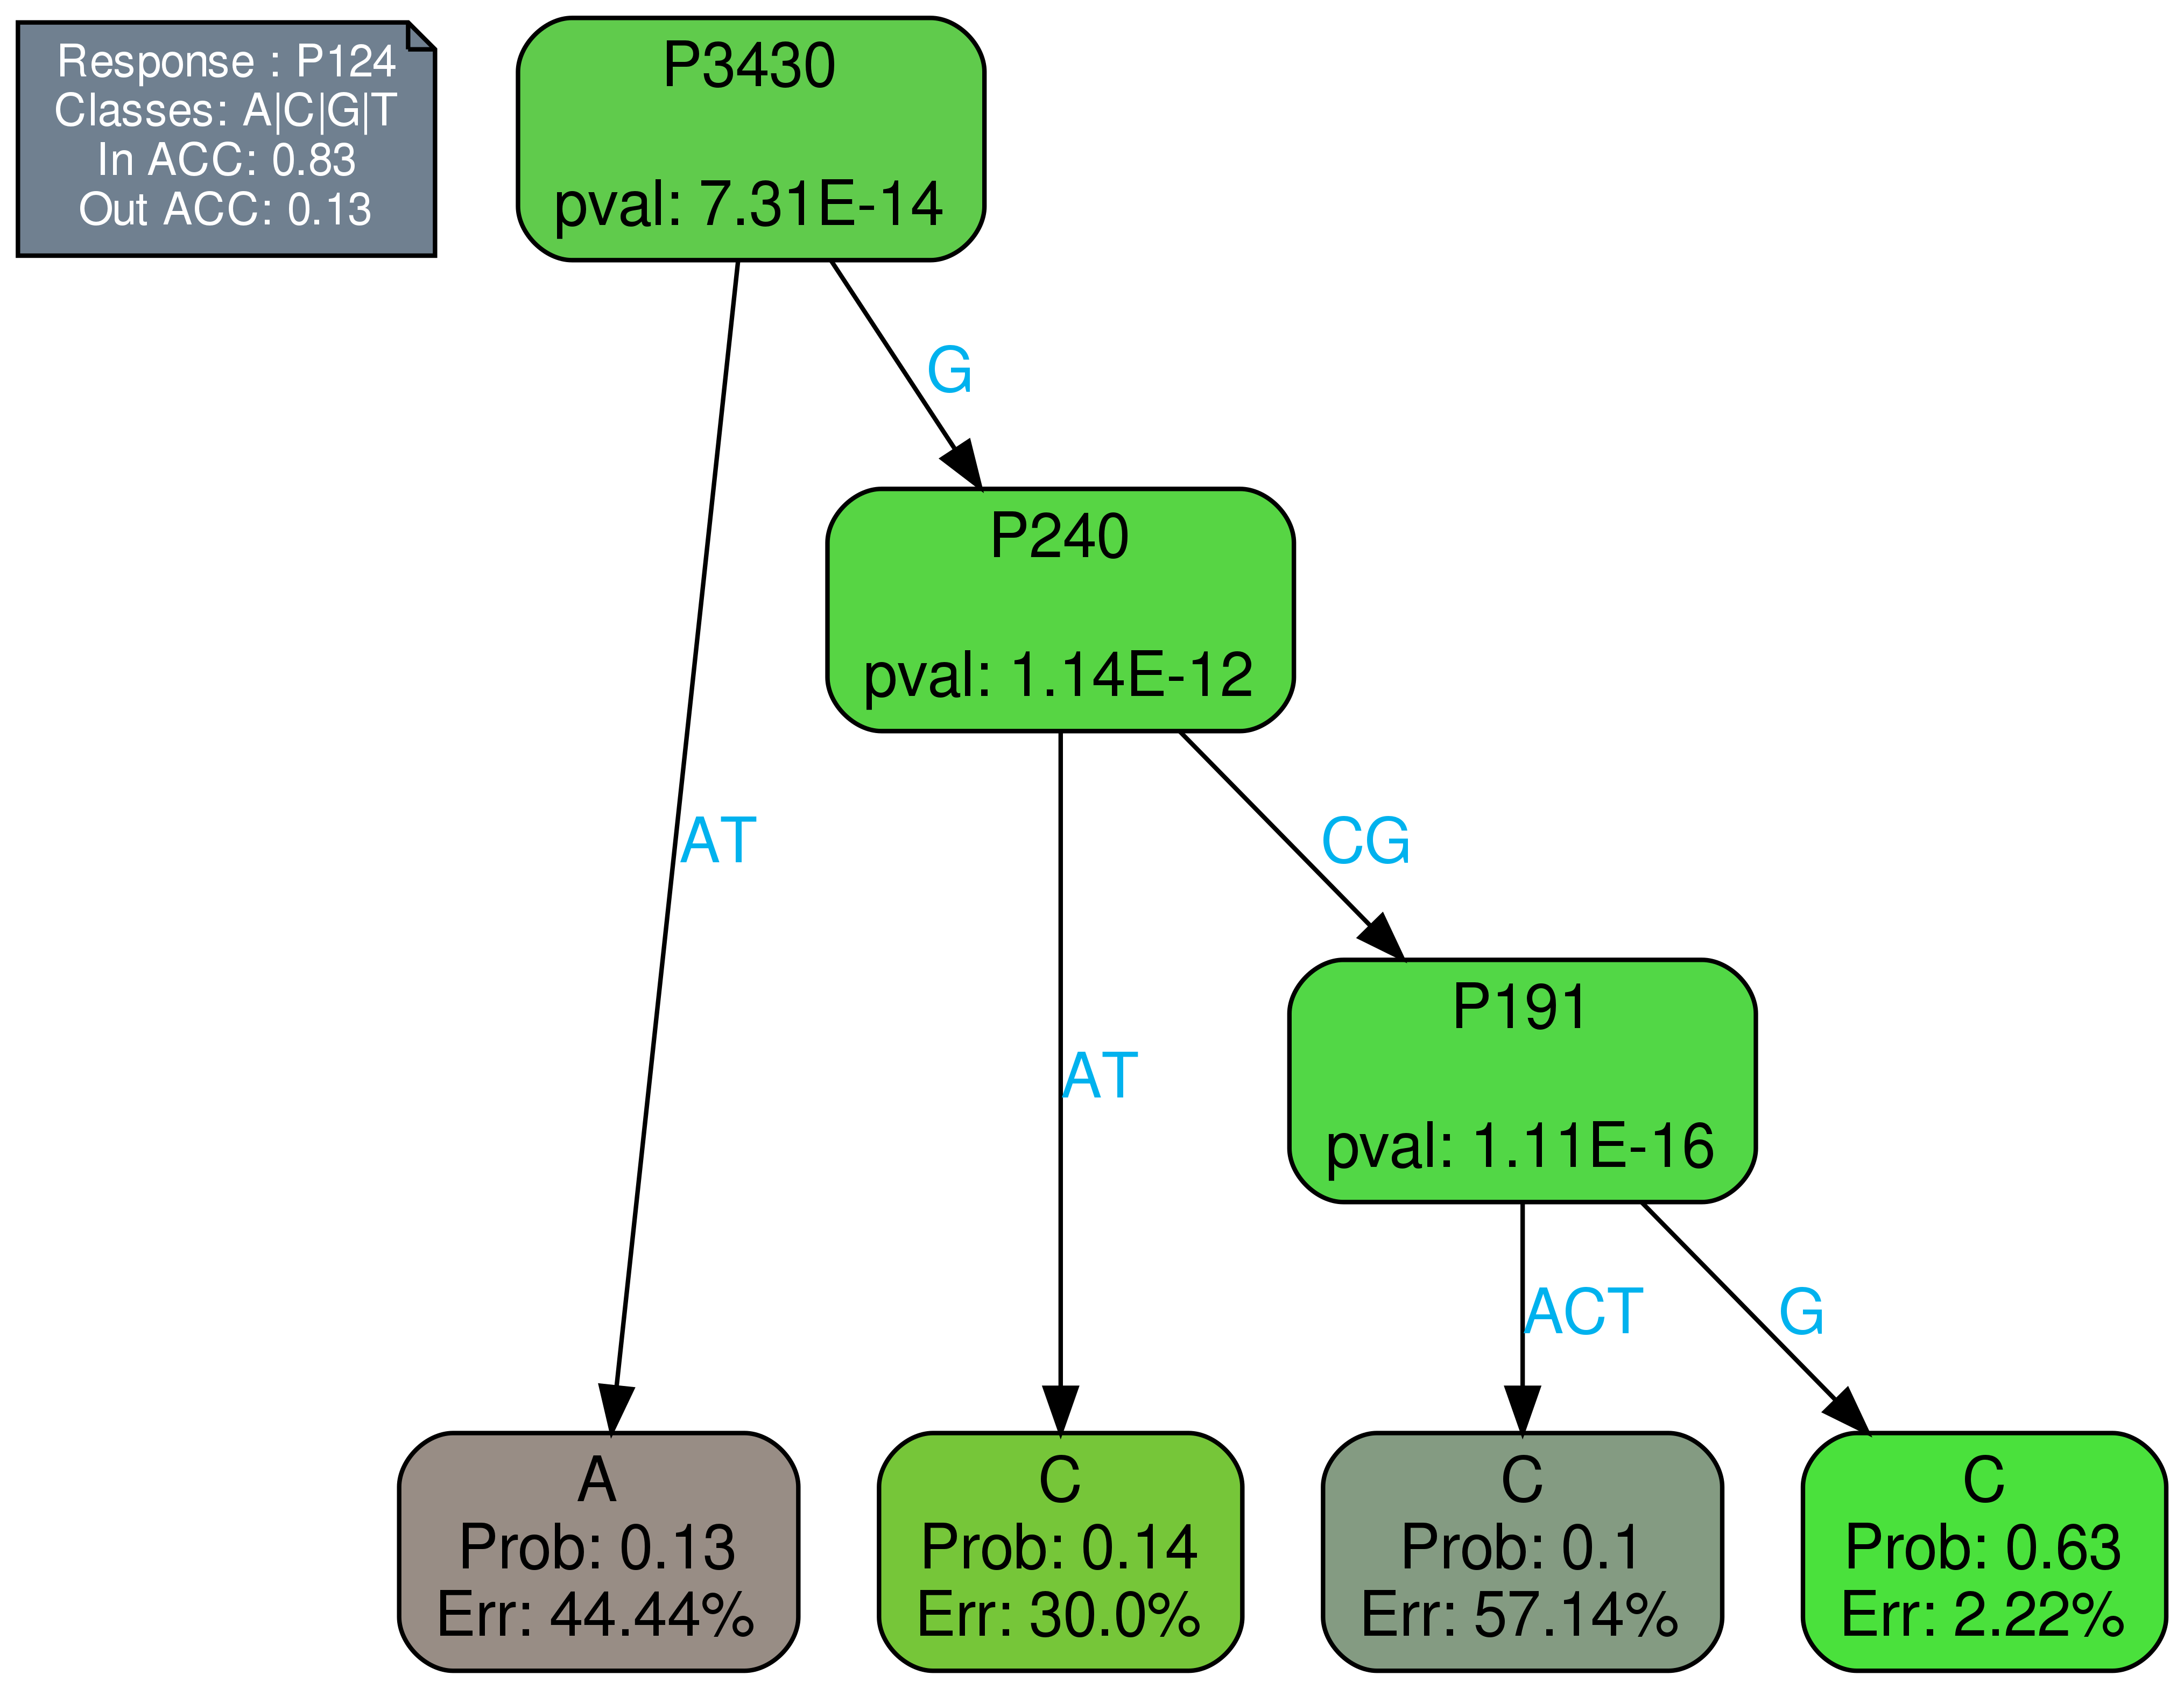 Response : P124
Classes: A|C|G|T
In ACC: 0.83
Out ACC: 0.13
P3430
pval: 7.31E-14
G
P240
pval: 1.14E-12
AT
CG
P191
pval: 1.11E-16
AT
ACT
G
A
Prob: 0.13
Err: 44.44%
C
Prob: 0.14
Err: 30.0%
C
Prob: 0.1
Err: 57.14%
C
Prob: 0.63
Err: 2.22%